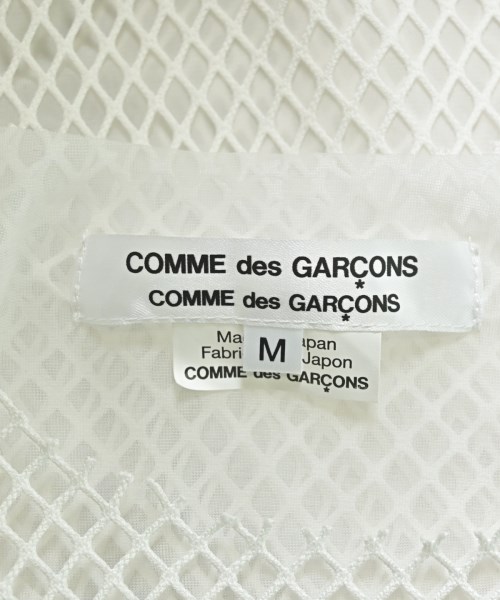 COMME des GARÇONS
COMME des GARÇONS
Ma apan
Fabri Japon
M
COMME des GARÇONS